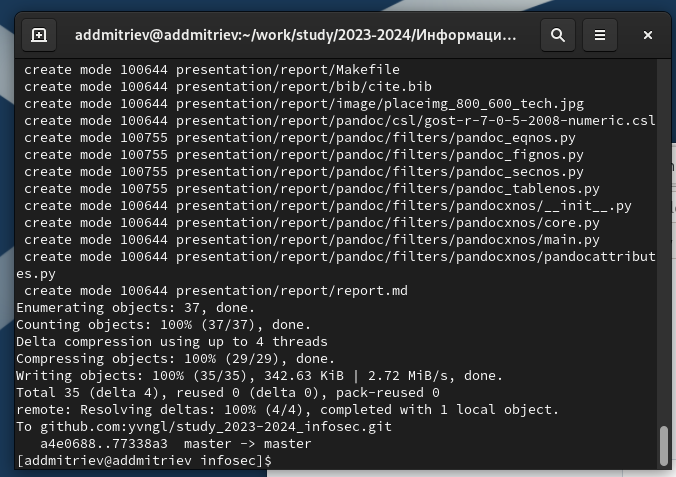 addmitriev@addmitriev:~/work/study/2023-2024/Информаци...
create mode 100644 presentation/report/Makefile
create mode 100644 presentation/report/bib/cite.bib
create mode 100644 presentation/report/image/placeimg_800_600_tech.jpg
create mode 100644 presentation/report/pandoc/csl/gost-r-7-0-5-2008-numeric.csl
create mode 100755 presentation/report/pandoc/filters/pandoc_eqnos.py
create mode 100755 presentation/report/pandoc/filters/pandoc_fignos.py
create mode 100755 presentation/report/pandoc/filters/pandoc_secnos.py
create mode 100755 presentation/report/pandoc/filters/pandoc_tablenos.py
create mode 100644 presentation/report/pandoc/filters/pandocxnos/__init__.py
create mode 100644 presentation/report/pandoc/filters/pandocxnos/core.py
create mode 100644 presentation/report/pandoc/filters/pandocxnos/main.py
create mode 100644 presentation/report/pandoc/filters/pandocxnos/pandocattribut
es.py
create mode 100644 presentation/report/report.md
Enumerating objects: 37, done.
Counting objects: 100% (37/37), done.
Delta compression using up to 4 threads
Compressing objects: 100% (29/29), done.
Writing objects: 100% (35/35), 342.63 KiB | 2.72 MiB/s, done.
Total 35 (delta 4), reused 0 (delta 0), pack-reused 0
remote: Resolving deltas: 100% (4/4), completed with 1 local object.
To github.com:yvngl/study_2023-2024_infosec.git
a4e0688..77338a3  master -> master
[addmitriev@addmitriev infosec]$